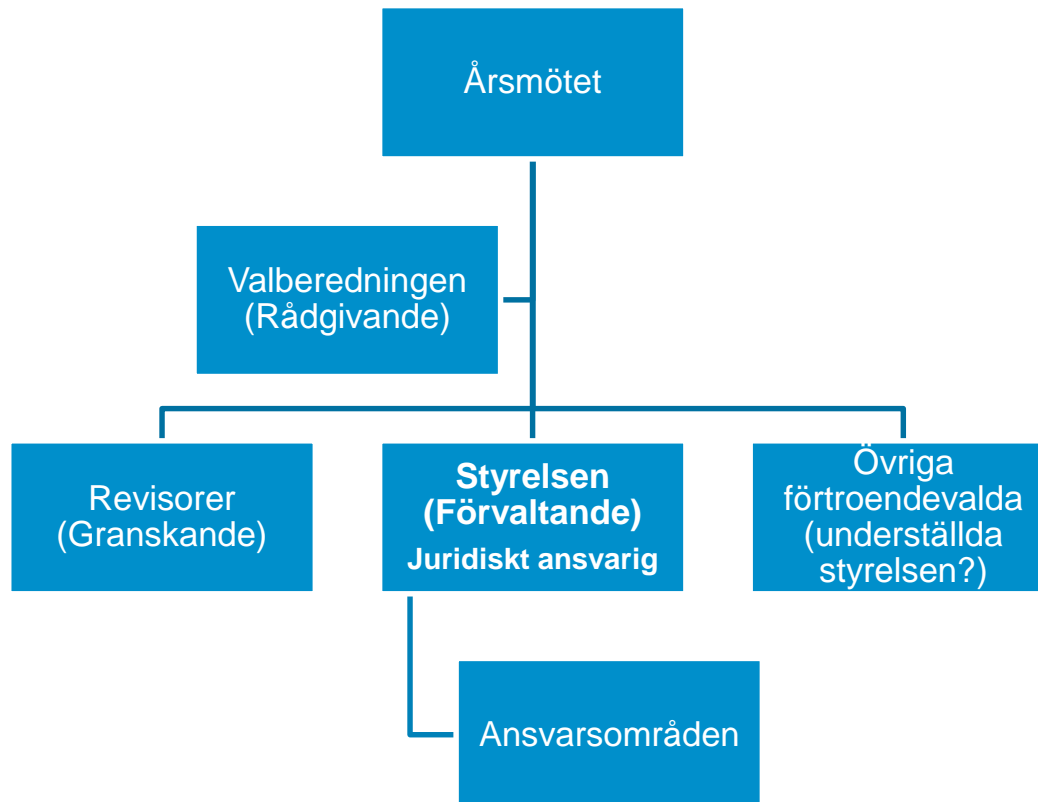 Årsmötet
Valberedningen
(Rådgivande)
Revisorer
(Granskande)
Styrelsen
(Förvaltande)
Juridiskt ansvarig
Övriga
förtroendevalda
(underställda
styrelsen?)
Ansvarsområden